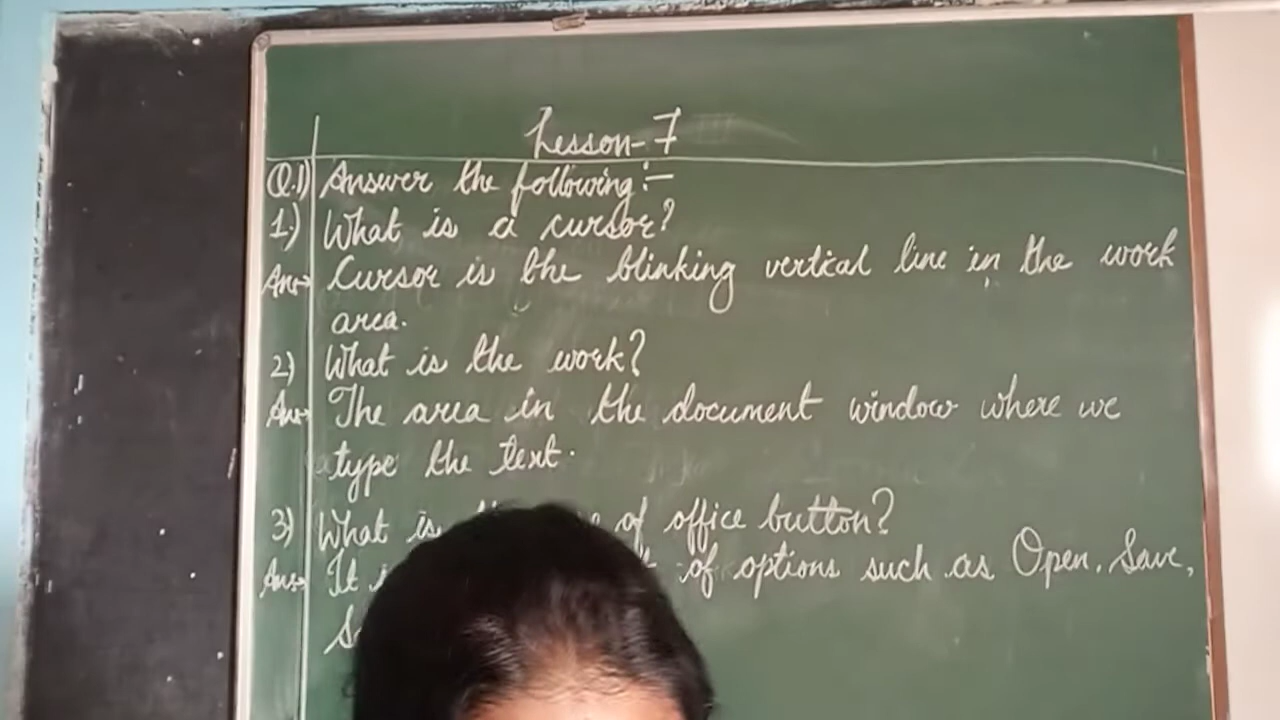 Lesson-7
Q.1) Answer the following:-
1.) What is a cursor?
Ans→ Cursor is the blinking vertical line in the work
area.
2) What is the work?
Ans→ The area in the document window where we
type the text.
3) What is of office button?
Ans→ It of options such as Open, Save,